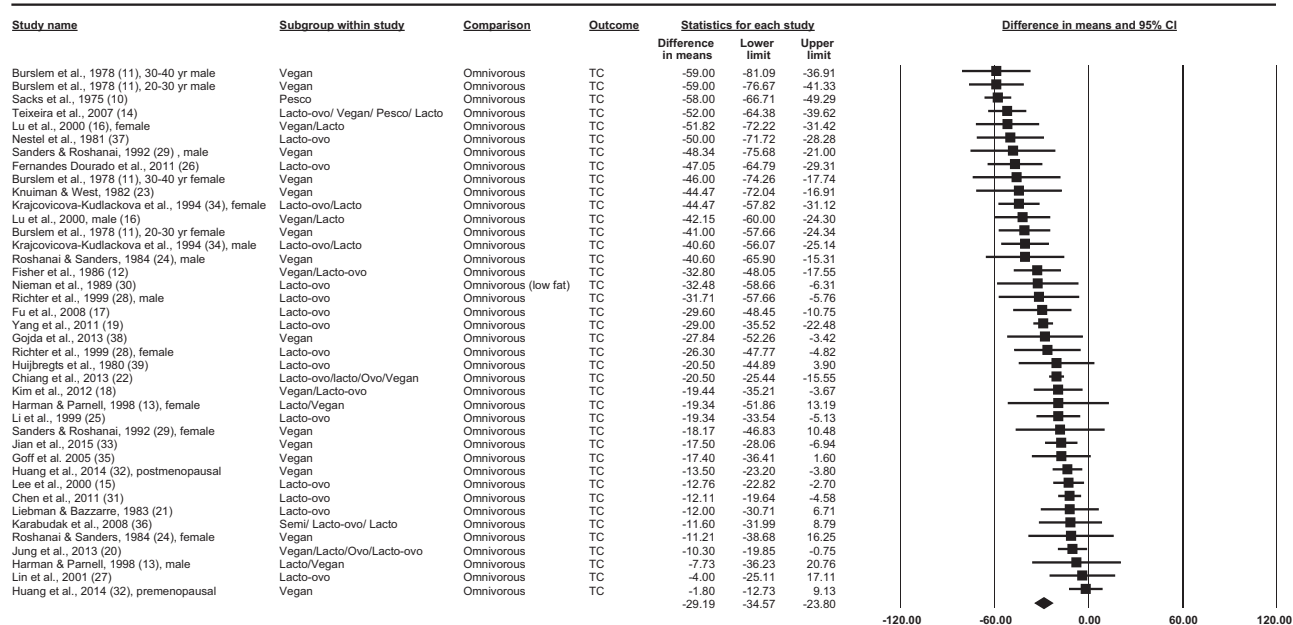 Study name Subgroup within study Comparison Outcome Statistics for each study Difference in means and 95% CI
Difference in means Lower limit Upper limit
Burslem et al., 1978 (11), 30-40 yr male Vegan Omnivorous TC -59.00 -81.09 -36.91
Burslem et al., 1978 (11), 20-30 yr male Vegan Omnivorous TC -59.00 -76.67 -41.33
Sacks et al., 1975 (10) Pesco Omnivorous TC -58.00 -66.71 -49.29
Teixeira et al., 2007 (14) Lacto-ovo/ Vegan/ Pesco/ Lacto Omnivorous TC -52.00 -64.38 -39.62
Lu et al., 2000 (16), female Vegan/Lacto Omnivorous TC -51.82 -72.22 -31.42
Nestel et al., 1981 (37) Lacto-ovo Omnivorous TC -50.00 -71.72 -28.28
Sanders & Roshanai, 1992 (29) , male Vegan Omnivorous TC -48.34 -75.68 -21.00
Fernandes Dourado et al., 2011 (26) Lacto-ovo Omnivorous TC -47.05 -64.79 -29.31
Burslem et al., 1978 (11), 30-40 yr female Vegan Omnivorous TC -46.00 -74.26 -17.74
Knuiman & West, 1982 (23) Vegan Omnivorous TC -44.47 -72.04 -16.91
Krajcovicova-Kudlackova et al., 1994 (34), female Lacto-ovo/Lacto Omnivorous TC -44.47 -57.82 -31.12
Lu et al., 2000, male (16) Vegan/Lacto Omnivorous TC -42.15 -60.00 -24.30
Burslem et al., 1978 (11), 20-30 yr female Vegan Omnivorous TC -41.00 -57.66 -24.34
Krajcovicova-Kudlackova et al., 1994 (34), male Lacto-ovo/Lacto Omnivorous TC -40.60 -56.07 -25.14
Roshanai & Sanders, 1984 (24), male Vegan Omnivorous TC -40.60 -65.90 -15.31
Fisher et al., 1986 (12) Vegan/Lacto-ovo Omnivorous TC -32.80 -48.05 -17.55
Nieman et al., 1989 (30) Lacto-ovo Omnivorous (low fat) TC -32.48 -58.66 -6.31
Richter et al., 1999 (28), male Lacto-ovo Omnivorous TC -31.71 -57.66 -5.76
Fu et al., 2008 (17) Lacto-ovo Omnivorous TC -29.60 -48.45 -10.75
Yang et al., 2011 (19) Lacto-ovo Omnivorous TC -29.00 -35.52 -22.48
Gojda et al., 2013 (38) Vegan Omnivorous TC -27.84 -52.26 -3.42
Richter et al., 1999 (28), female Lacto-ovo Omnivorous TC -26.30 -47.77 -4.82
Huijbregts et al., 1980 (39) Lacto-ovo Omnivorous TC -20.50 -44.89 3.90
Chiang et al., 2013 (22) Lacto-ovo/lacto/Ovo/Vegan Omnivorous TC -20.50 -25.44 -15.55
Kim et al., 2012 (18) Vegan/Lacto-ovo Omnivorous TC -19.44 -35.21 -3.67
Harman & Parnell, 1998 (13), female Lacto/Vegan Omnivorous TC -19.34 -51.86 13.19
Li et al., 1999 (25) Lacto-ovo Omnivorous TC -19.34 -33.54 -5.13
Sanders & Roshanai, 1992 (29), female Vegan Omnivorous TC -18.17 -46.83 10.48
Jian et al., 2015 (33) Vegan Omnivorous TC -17.50 -28.06 -6.94
Goff et al. 2005 (35) Vegan Omnivorous TC -17.40 -36.41 1.60
Huang et al., 2014 (32), postmenopausal Vegan Omnivorous TC -13.50 -23.20 -3.80
Lee et al., 2000 (15) Lacto-ovo Omnivorous TC -12.76 -22.82 -2.70
Chen et al., 2011 (31) Lacto-ovo Omnivorous TC -12.11 -19.64 -4.58
Liebman & Bazzarre, 1983 (21) Lacto-ovo Omnivorous TC -12.00 -30.71 6.71
Karabudak et al., 2008 (36) Semi/ Lacto-ovo/ Lacto Omnivorous TC -11.60 -31.99 8.79
Roshanai & Sanders, 1984 (24), female Vegan Omnivorous TC -11.21 -38.68 16.25
Jung et al., 2013 (20) Vegan/Lacto/Ovo/Lacto-ovo Omnivorous TC -10.30 -19.85 -0.75
Harman & Parnell, 1998 (13), male Lacto/Vegan Omnivorous TC -7.73 -36.23 20.76
Lin et al., 2001 (27) Lacto-ovo Omnivorous TC -4.00 -25.11 17.11
Huang et al., 2014 (32), premenopausal Vegan Omnivorous TC -1.80 -12.73 9.13
-29.19 -34.57 -23.80
-120.00 -60.00 0.00 60.00 120.00